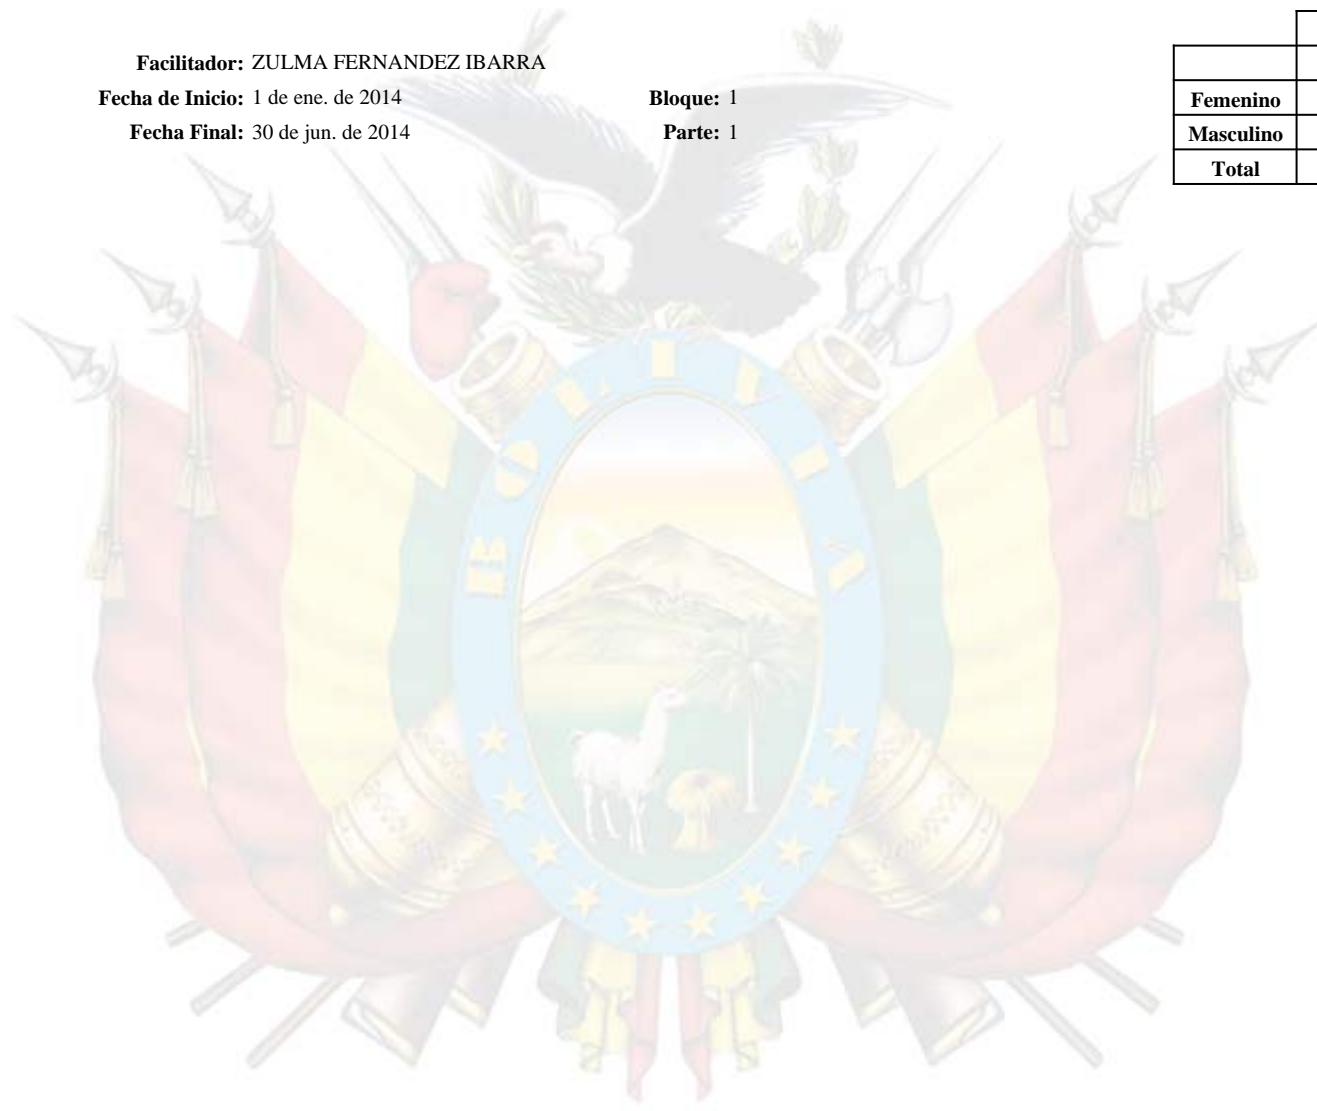 Facilitador: ZULMA FERNANDEZ IBARRA
Fecha de Inicio: 1 de ene. de 2014 Bloque: 1
Fecha Final: 30 de jun. de 2014 Parte: 1
Femenino
Masculino
Total
BOLIVIA